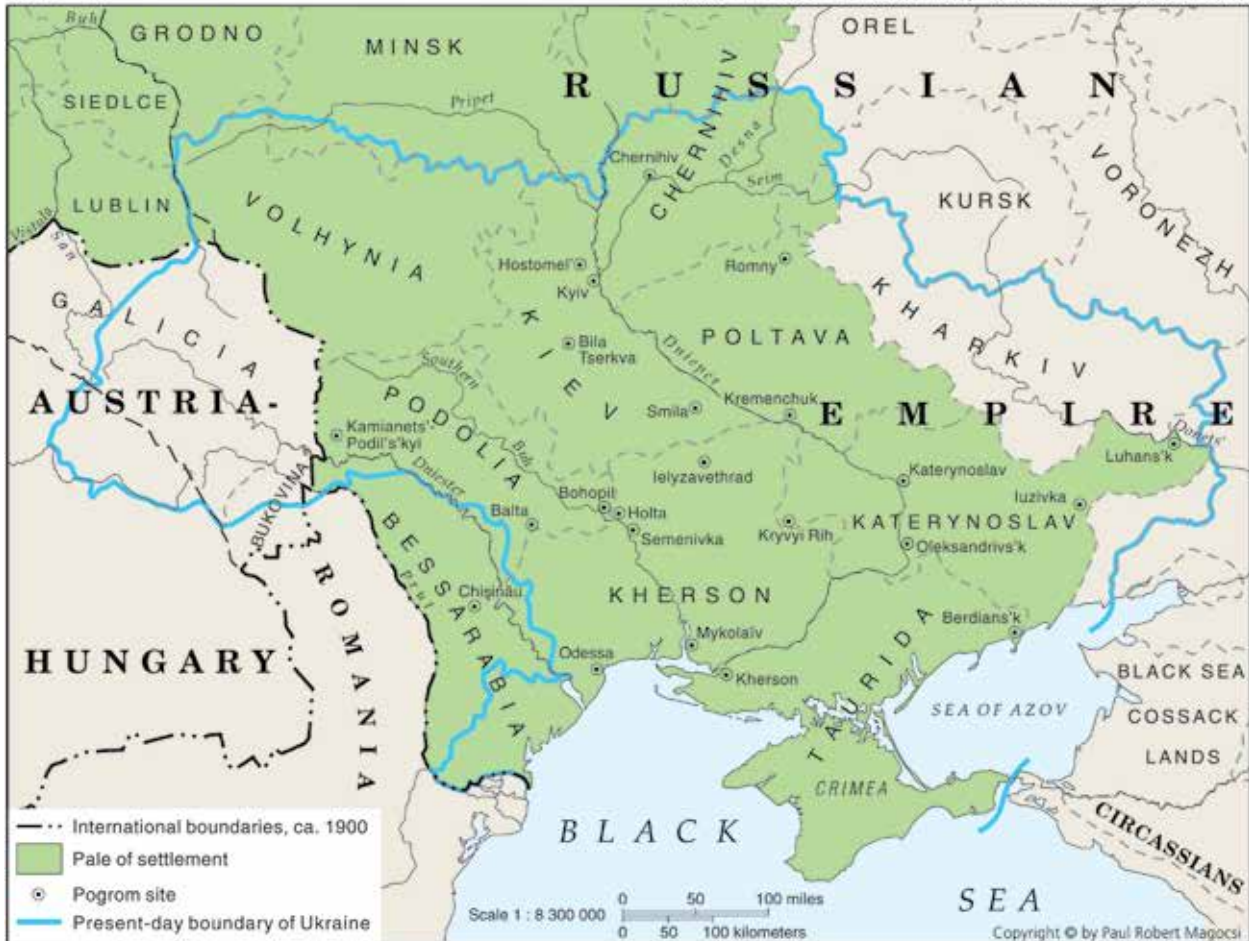 Buh
GRODNO
MINSK
OREL
RUSSIAN
SIEDLCE
Pripet
CHERNIHIV
Desna
VORONEZH
Chernihiv
Seim
LUBLIN
KURSK
Vistula
San
VOLHYNIA
Hostomel'
Romny
Kyiv
KHARKIV
GALICIA
KIEV
Bila
Tserkva
POLTAVA
Dnieper
Southern
Buh
AUSTRIA-
PODOLIA
Smila
Kremenchuk
EMPIRE
Donets'
Kamianets'
Podil's'kyi
Luhans'k
Ielyzavethrad
Katerynoslav
Dniester
BUKOVINA
Bohopil
Holta
Iuzivka
Balta
Semenivka
Kryvyi Rih
KATERYNOSLAV
Oleksandrivs'k
BESSARABIA
Prut
ROMANIA
Chişinău
KHERSON
TAURIDA
Berdians'k
Mykolaïv
HUNGARY
Odessa
Kherson
BLACK SEA
COSSACK
LANDS
SEA OF AZOV
CRIMEA
CIRCASSIANS
BLACK
SEA
International boundaries, ca. 1900
Pale of settlement
Pogrom site
Present-day boundary of Ukraine
Scale 1 : 8 300 000
0 50 100 miles
0 50 100 kilometers
Copyright © by Paul Robert Magocsi